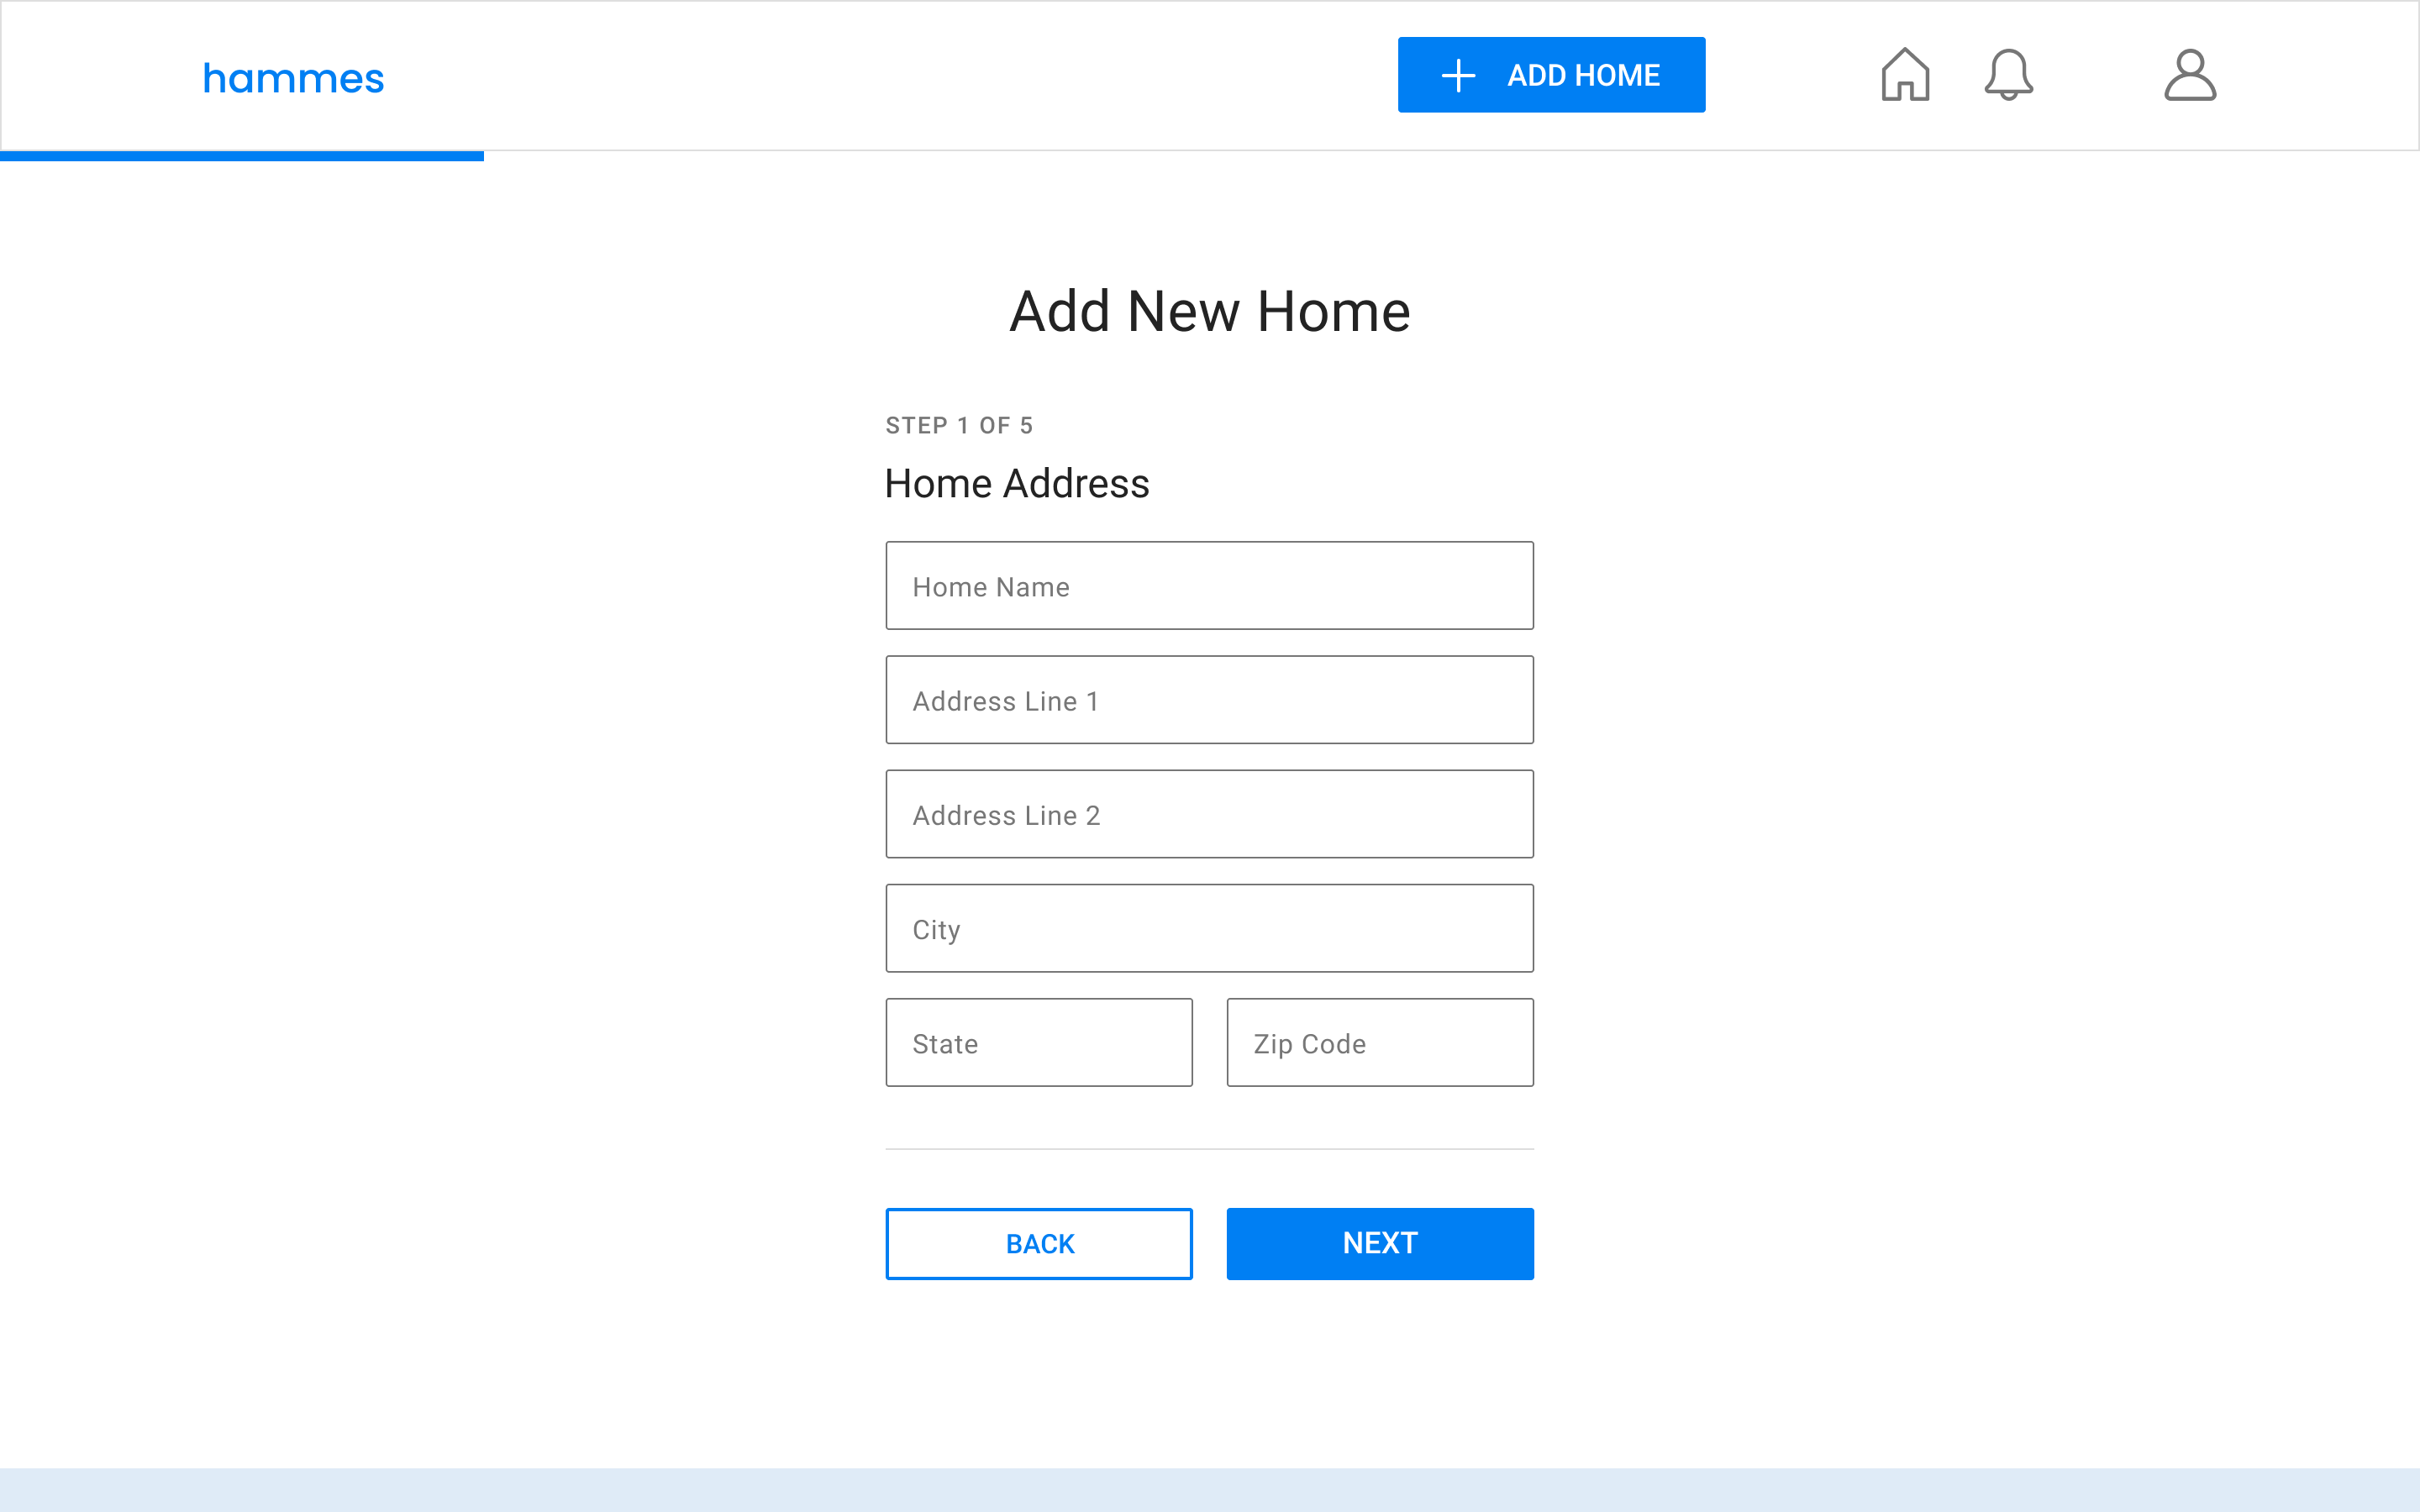 hammes
ADD HOME
Add New Home
STEP 1 OF 5
Home Address
Home Name
Address Line 1
Address Line 2
City
State
Zip Code
BACK
NEXT